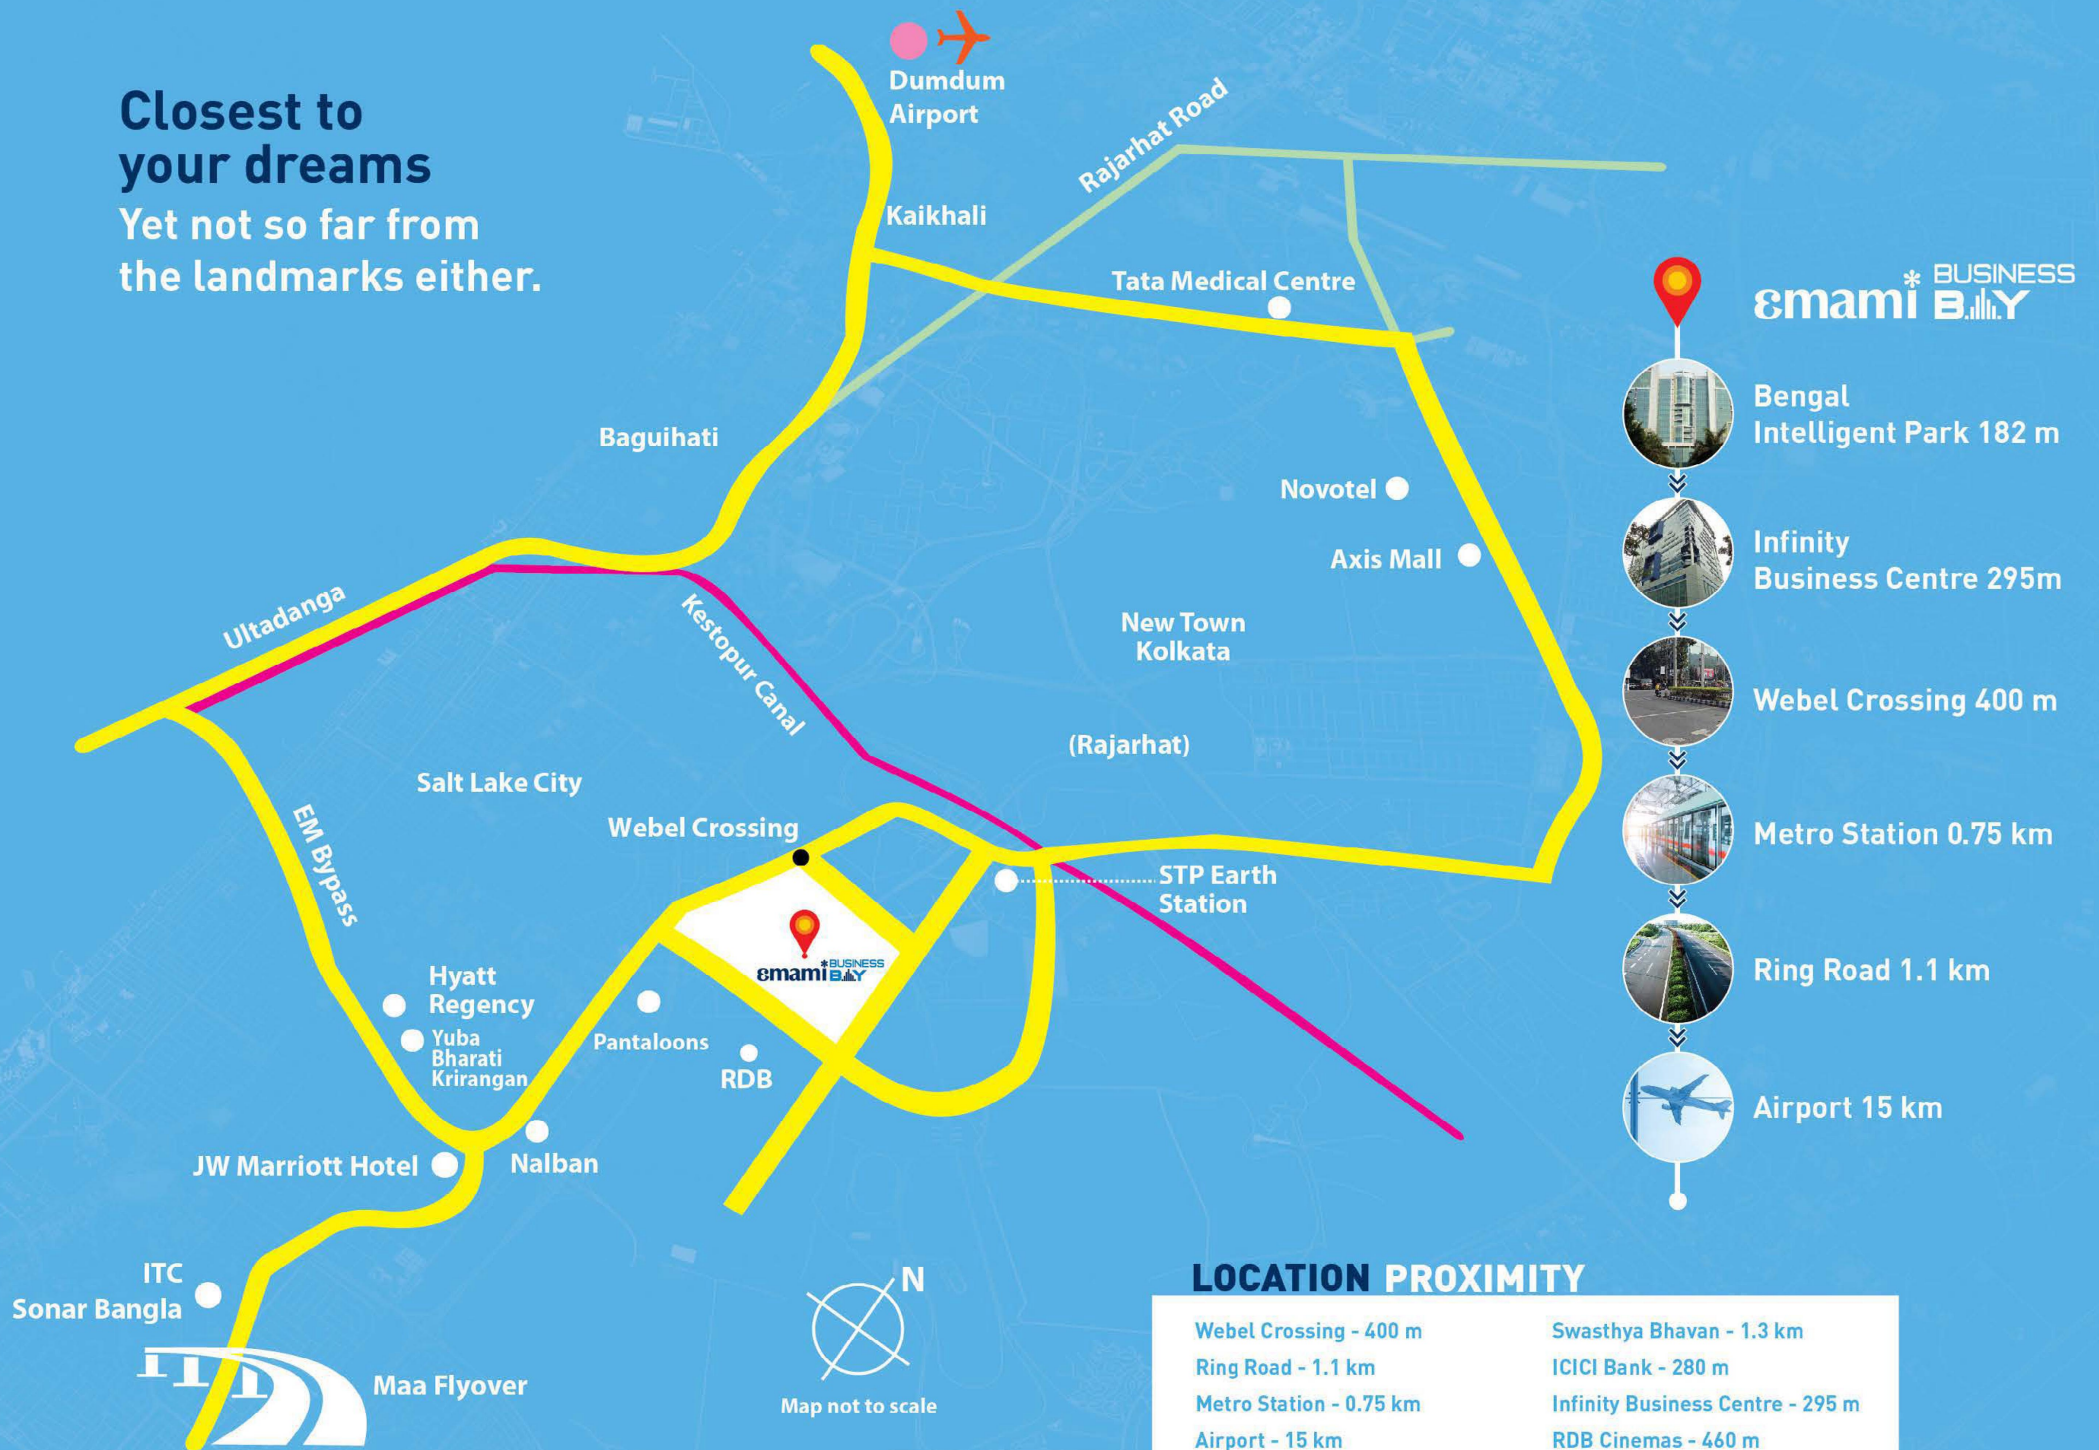 Closest to
your dreams
Yet not so far from
the landmarks either.
Dumdum
Airport
Rajarhat Road
Kaikhali
Tata Medical Centre
Baguihati
Novotel
Axis Mall
Ultadanga
Kestopur Canal
New Town
Kolkata
(Rajarhat)
Salt Lake City
Webel Crossing
EM Bypass
STP Earth
Station
emami BUSINESS
BAY
Hyatt
Regency
Yuba
Bharati
Krirangan
Pantaloons
RDB
JW Marriott Hotel
Nalban
ITC
Sonar Bangla
Maa Flyover
N
Map not to scale
emami BUSINESS
BAY
Bengal
Intelligent Park 182 m
Infinity
Business Centre 295m
Webel Crossing 400 m
Metro Station 0.75 km
Ring Road 1.1 km
Airport 15 km
LOCATION PROXIMITY
Webel Crossing - 400 m
Ring Road - 1.1 km
Metro Station - 0.75 km
Airport - 15 km
Swasthya Bhavan - 1.3 km
ICICI Bank - 280 m
Infinity Business Centre - 295 m
RDB Cinemas - 460 m